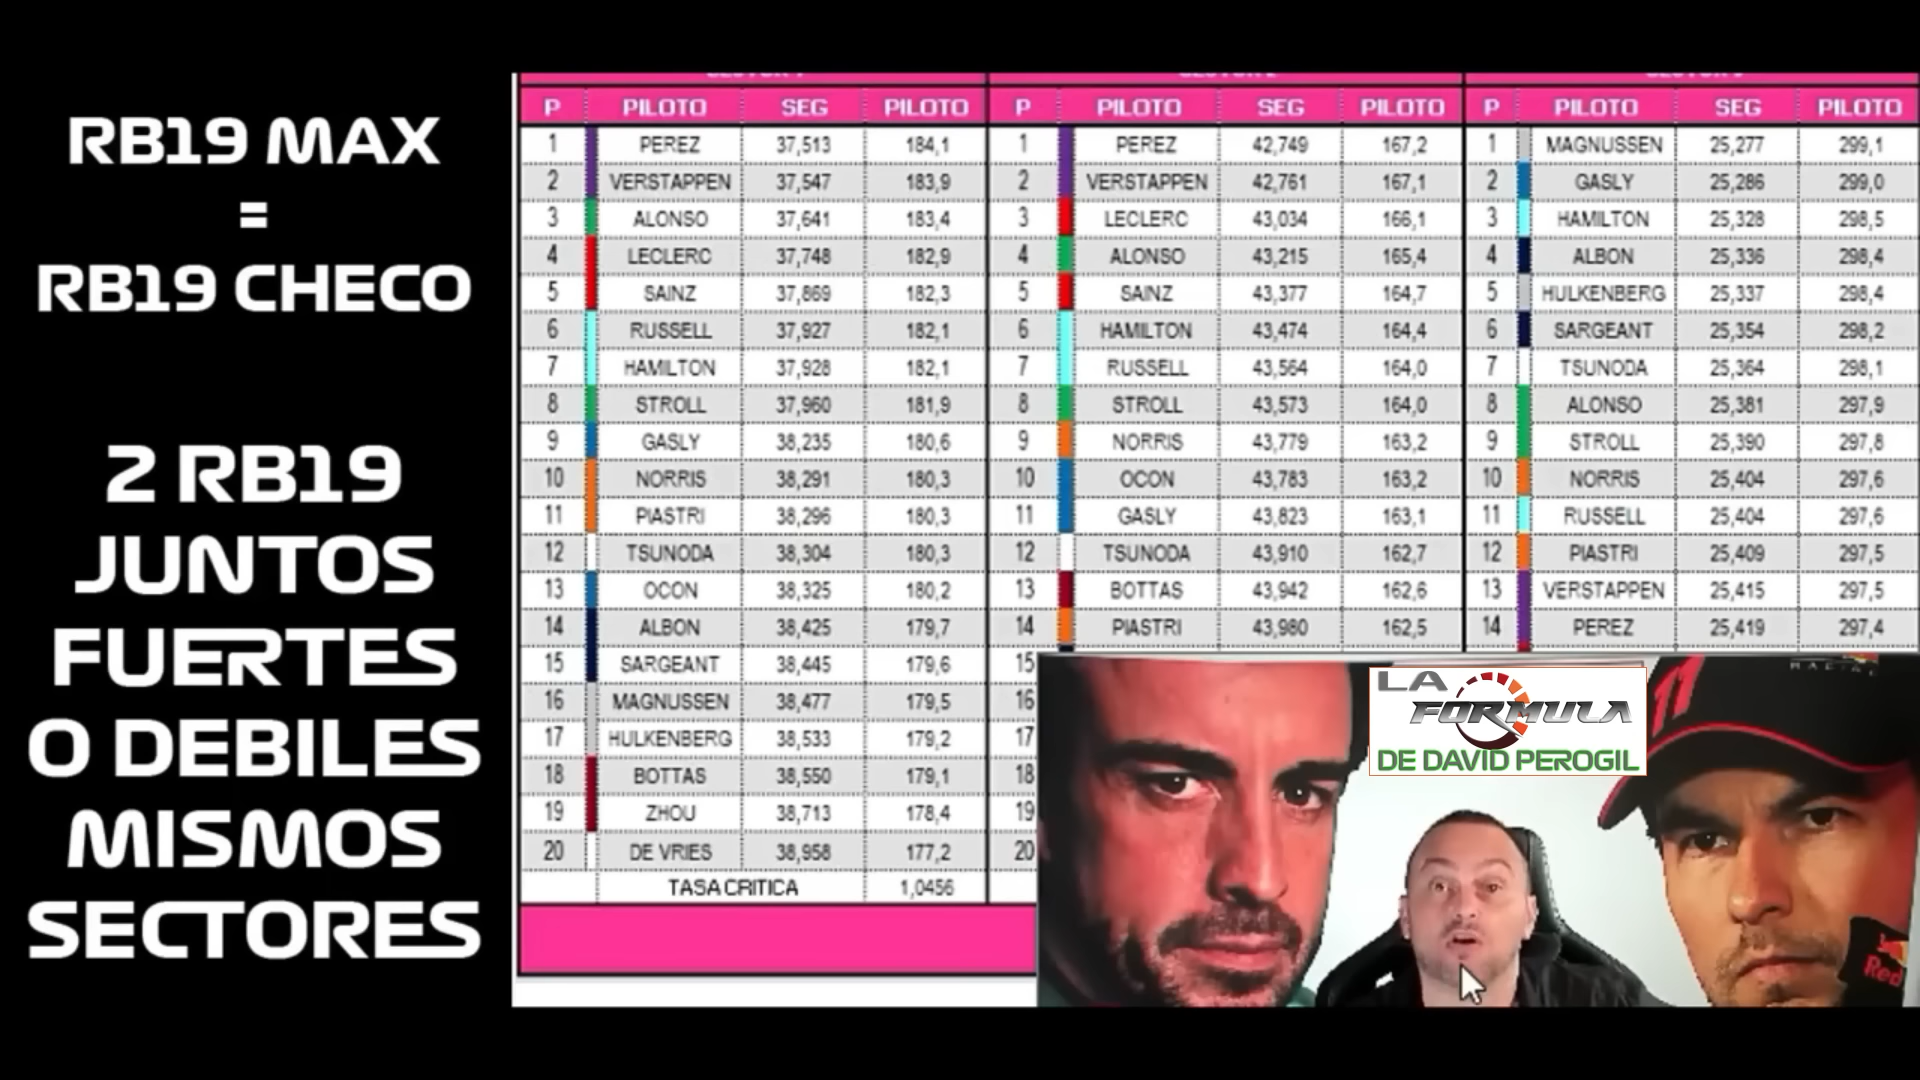 RB19 MAX
=
RB19 CHECO
2 RB19
JUNTOS
FUERTES
O DEBILES
MISMOS
SECTORES
P PILOTO SEG PILOTO P PILOTO SEG PILOTO P PILOTO SEG PILOTO
1 PEREZ 37,513 184,1 1 PEREZ 42,749 167,2 1 MAGNUSSEN 25,277 299,1
2 VERSTAPPEN 37,547 183,9 2 VERSTAPPEN 42,761 167,1 2 GASLY 25,286 299,0
3 ALONSO 37,641 183,4 3 LECLERC 43,034 166,1 3 HAMILTON 25,328 298,5
4 LECLERC 37,748 182,9 4 ALONSO 43,215 165,4 4 ALBON 25,336 298,4
5 SAINZ 37,869 182,3 5 SAINZ 43,377 164,7 5 HULKENBERG 25,337 298,4
6 RUSSELL 37,927 182,1 6 HAMILTON 43,474 164,4 6 SARGEANT 25,354 298,2
7 HAMILTON 37,928 182,1 7 RUSSELL 43,564 164,0 7 TSUNODA 25,364 298,1
8 STROLL 37,960 181,9 8 STROLL 43,573 164,0 8 ALONSO 25,381 297,9
9 GASLY 38,235 180,6 9 NORRIS 43,779 163,2 9 STROLL 25,390 297,8
10 NORRIS 38,291 180,3 10 OCON 43,783 163,2 10 NORRIS 25,404 297,6
11 PIASTRI 38,296 180,3 11 GASLY 43,823 163,1 11 RUSSELL 25,404 297,6
12 TSUNODA 38,304 180,3 12 TSUNODA 43,910 162,7 12 PIASTRI 25,409 297,5
13 OCON 38,325 180,2 13 BOTTAS 43,942 162,6 13 VERSTAPPEN 25,415 297,5
14 ALBON 38,425 179,7 14 PIASTRI 43,980 162,5 14 PEREZ 25,419 297,4
15 SARGEANT 38,445 179,6 15
16 MAGNUSSEN 38,477 179,5 16
17 HULKENBERG 38,533 179,2 17
18 BOTTAS 38,550 179,1 18
19 ZHOU 38,713 178,4 19
20 DE VRIES 38,958 177,2 20
TASA CRITICA 1,0456
LA
FORMULA
DE DAVID PEROGIL
11
Red